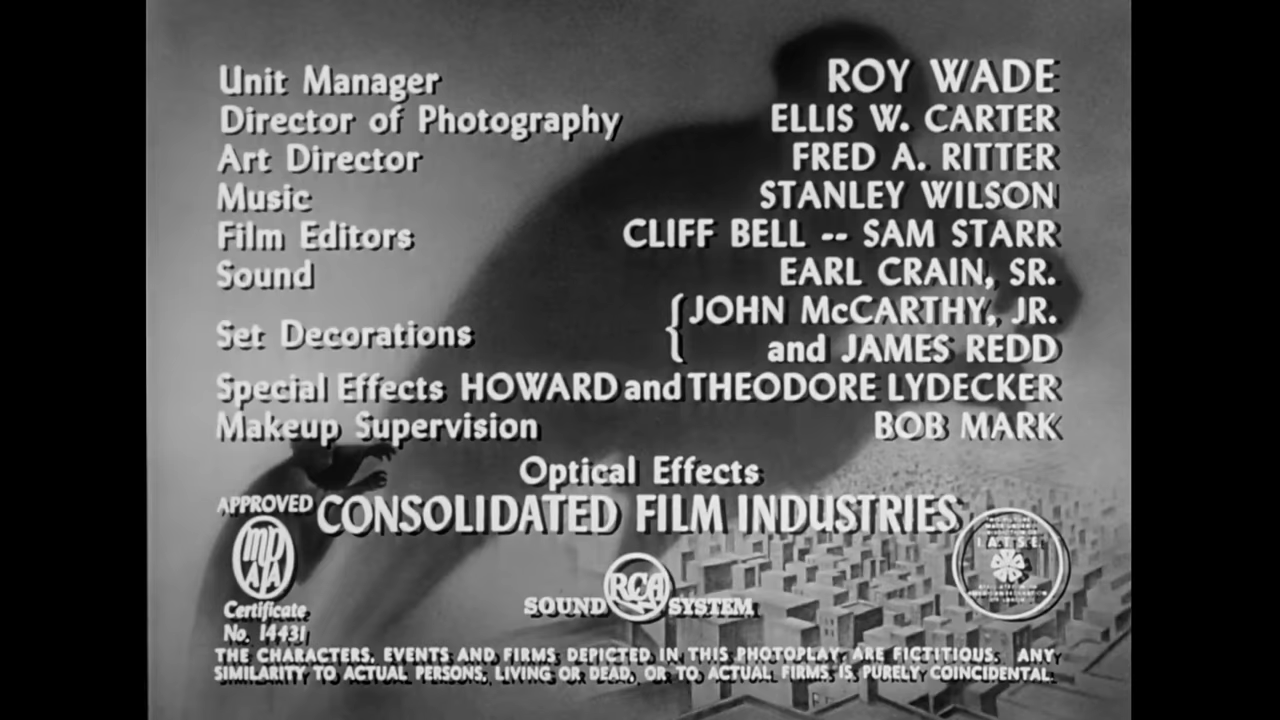 Unit Manager ROY WADE
Director of Photography ELLIS W. CARTER
Art Director FRED A. RITTER
Music STANLEY WILSON
Film Editors CLIFF BELL -- SAM STARR
Sound EARL CRAIN, SR.
Set Decorations { JOHN McCARTHY, JR.
and JAMES REDD
Special Effects HOWARD and THEODORE LYDECKER
Makeup Supervision BOB MARK
Optical Effects
CONSOLIDATED FILM INDUSTRIES
APPROVED
MPAA
Certificate
No. 14431
RCA
SOUND SYSTEM
I.A.T.S.E.
THE CHARACTERS, EVENTS AND FIRMS DEPICTED IN THIS PHOTOPLAY ARE FICTITIOUS. ANY
SIMILARITY TO ACTUAL PERSONS, LIVING OR DEAD, OR TO ACTUAL FIRMS IS PURELY COINCIDENTAL.